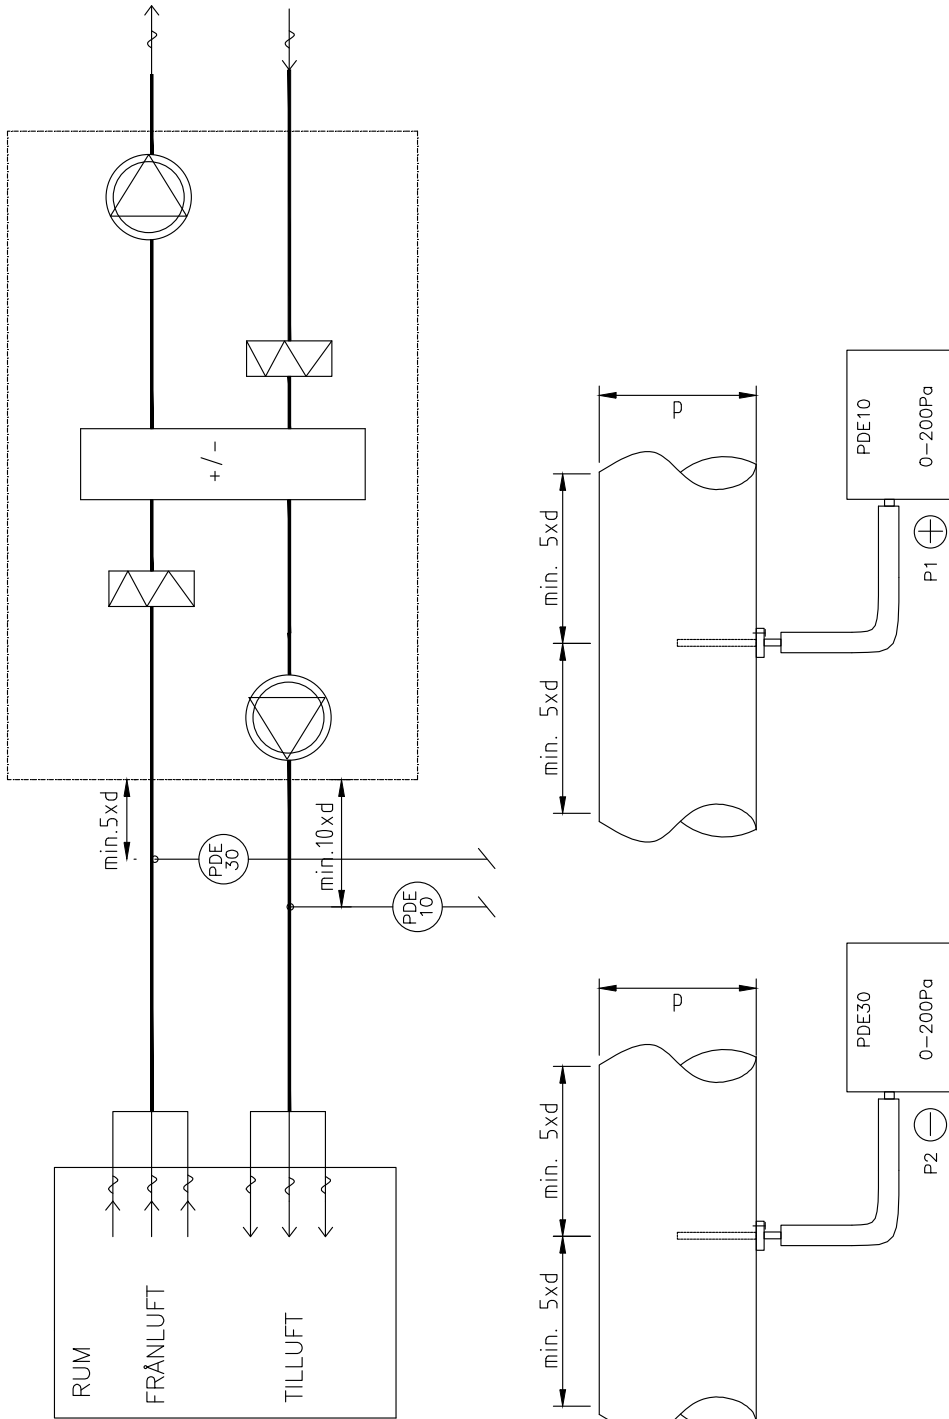 RUM
FRÅNLUFT
TILLUFT
min.5xd
min.10xd
PDE
30
PDE
10
+/-
min. 5xd
min. 5xd
d
PDE30
0-200Pa
P2
min. 5xd
min. 5xd
d
PDE10
0-200Pa
P1